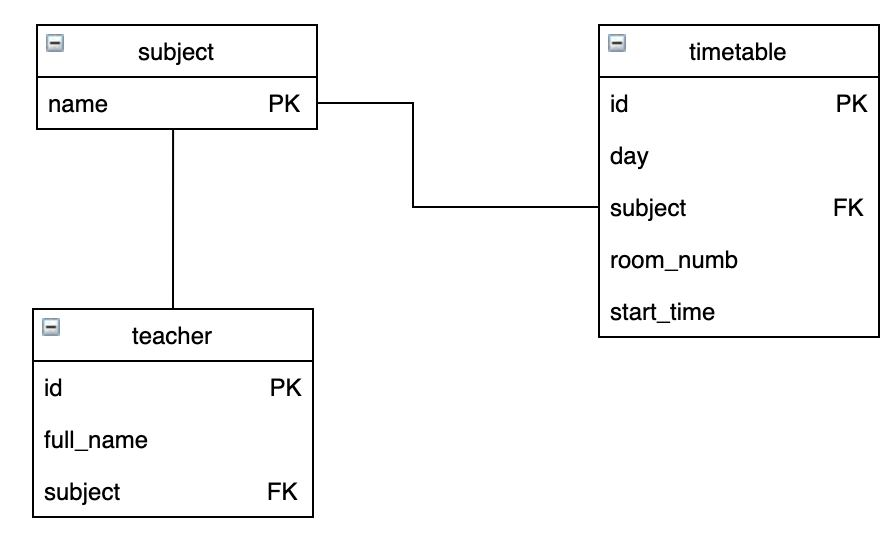 subject
name PK
timetable
id PK
day
subject FK
room_numb
start_time
teacher
id PK
full_name
subject FK